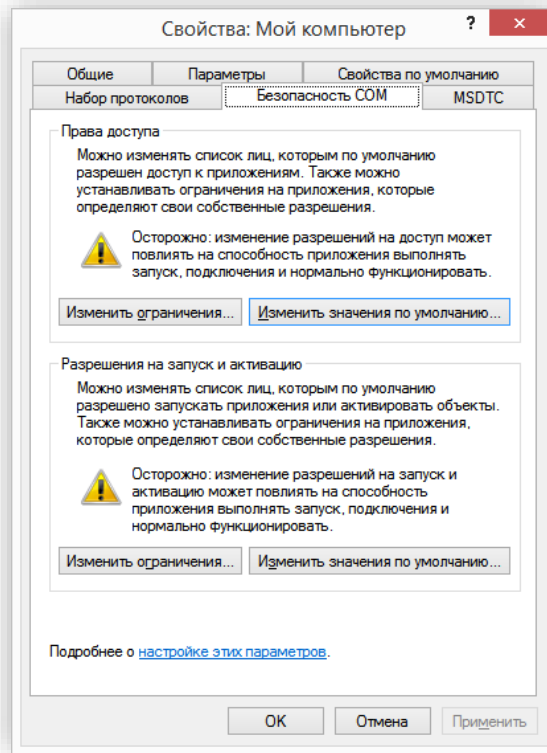 Свойства: Мой компьютер
?
×
Общие
Параметры
Свойства по умолчанию
Набор протоколов
Безопасность COM
MSDTC
Права доступа
Можно изменять список лиц, которым по умолчанию
разрешен доступ к приложениям. Также можно
устанавливать ограничения на приложения, которые
определяют свои собственные разрешения.
Осторожно: изменение разрешений на доступ может
повлиять на способность приложения выполнять
запуск, подключения и нормально функционировать.
Изменить ограничения...
Изменить значения по умолчанию...
Разрешения на запуск и активацию
Можно изменять список лиц, которым по умолчанию
разрешено запускать приложения или активировать объекты.
Также можно устанавливать ограничения на приложения,
которые определяют свои собственные разрешения.
Осторожно: изменение разрешений на запуск и
активацию может повлиять на способность
приложения выполнять запуск, подключения и
нормально функционировать.
Изменить ограничения...
Изменить значения по умолчанию...
Подробнее о настройке этих параметров.
OK
Отмена
Применить